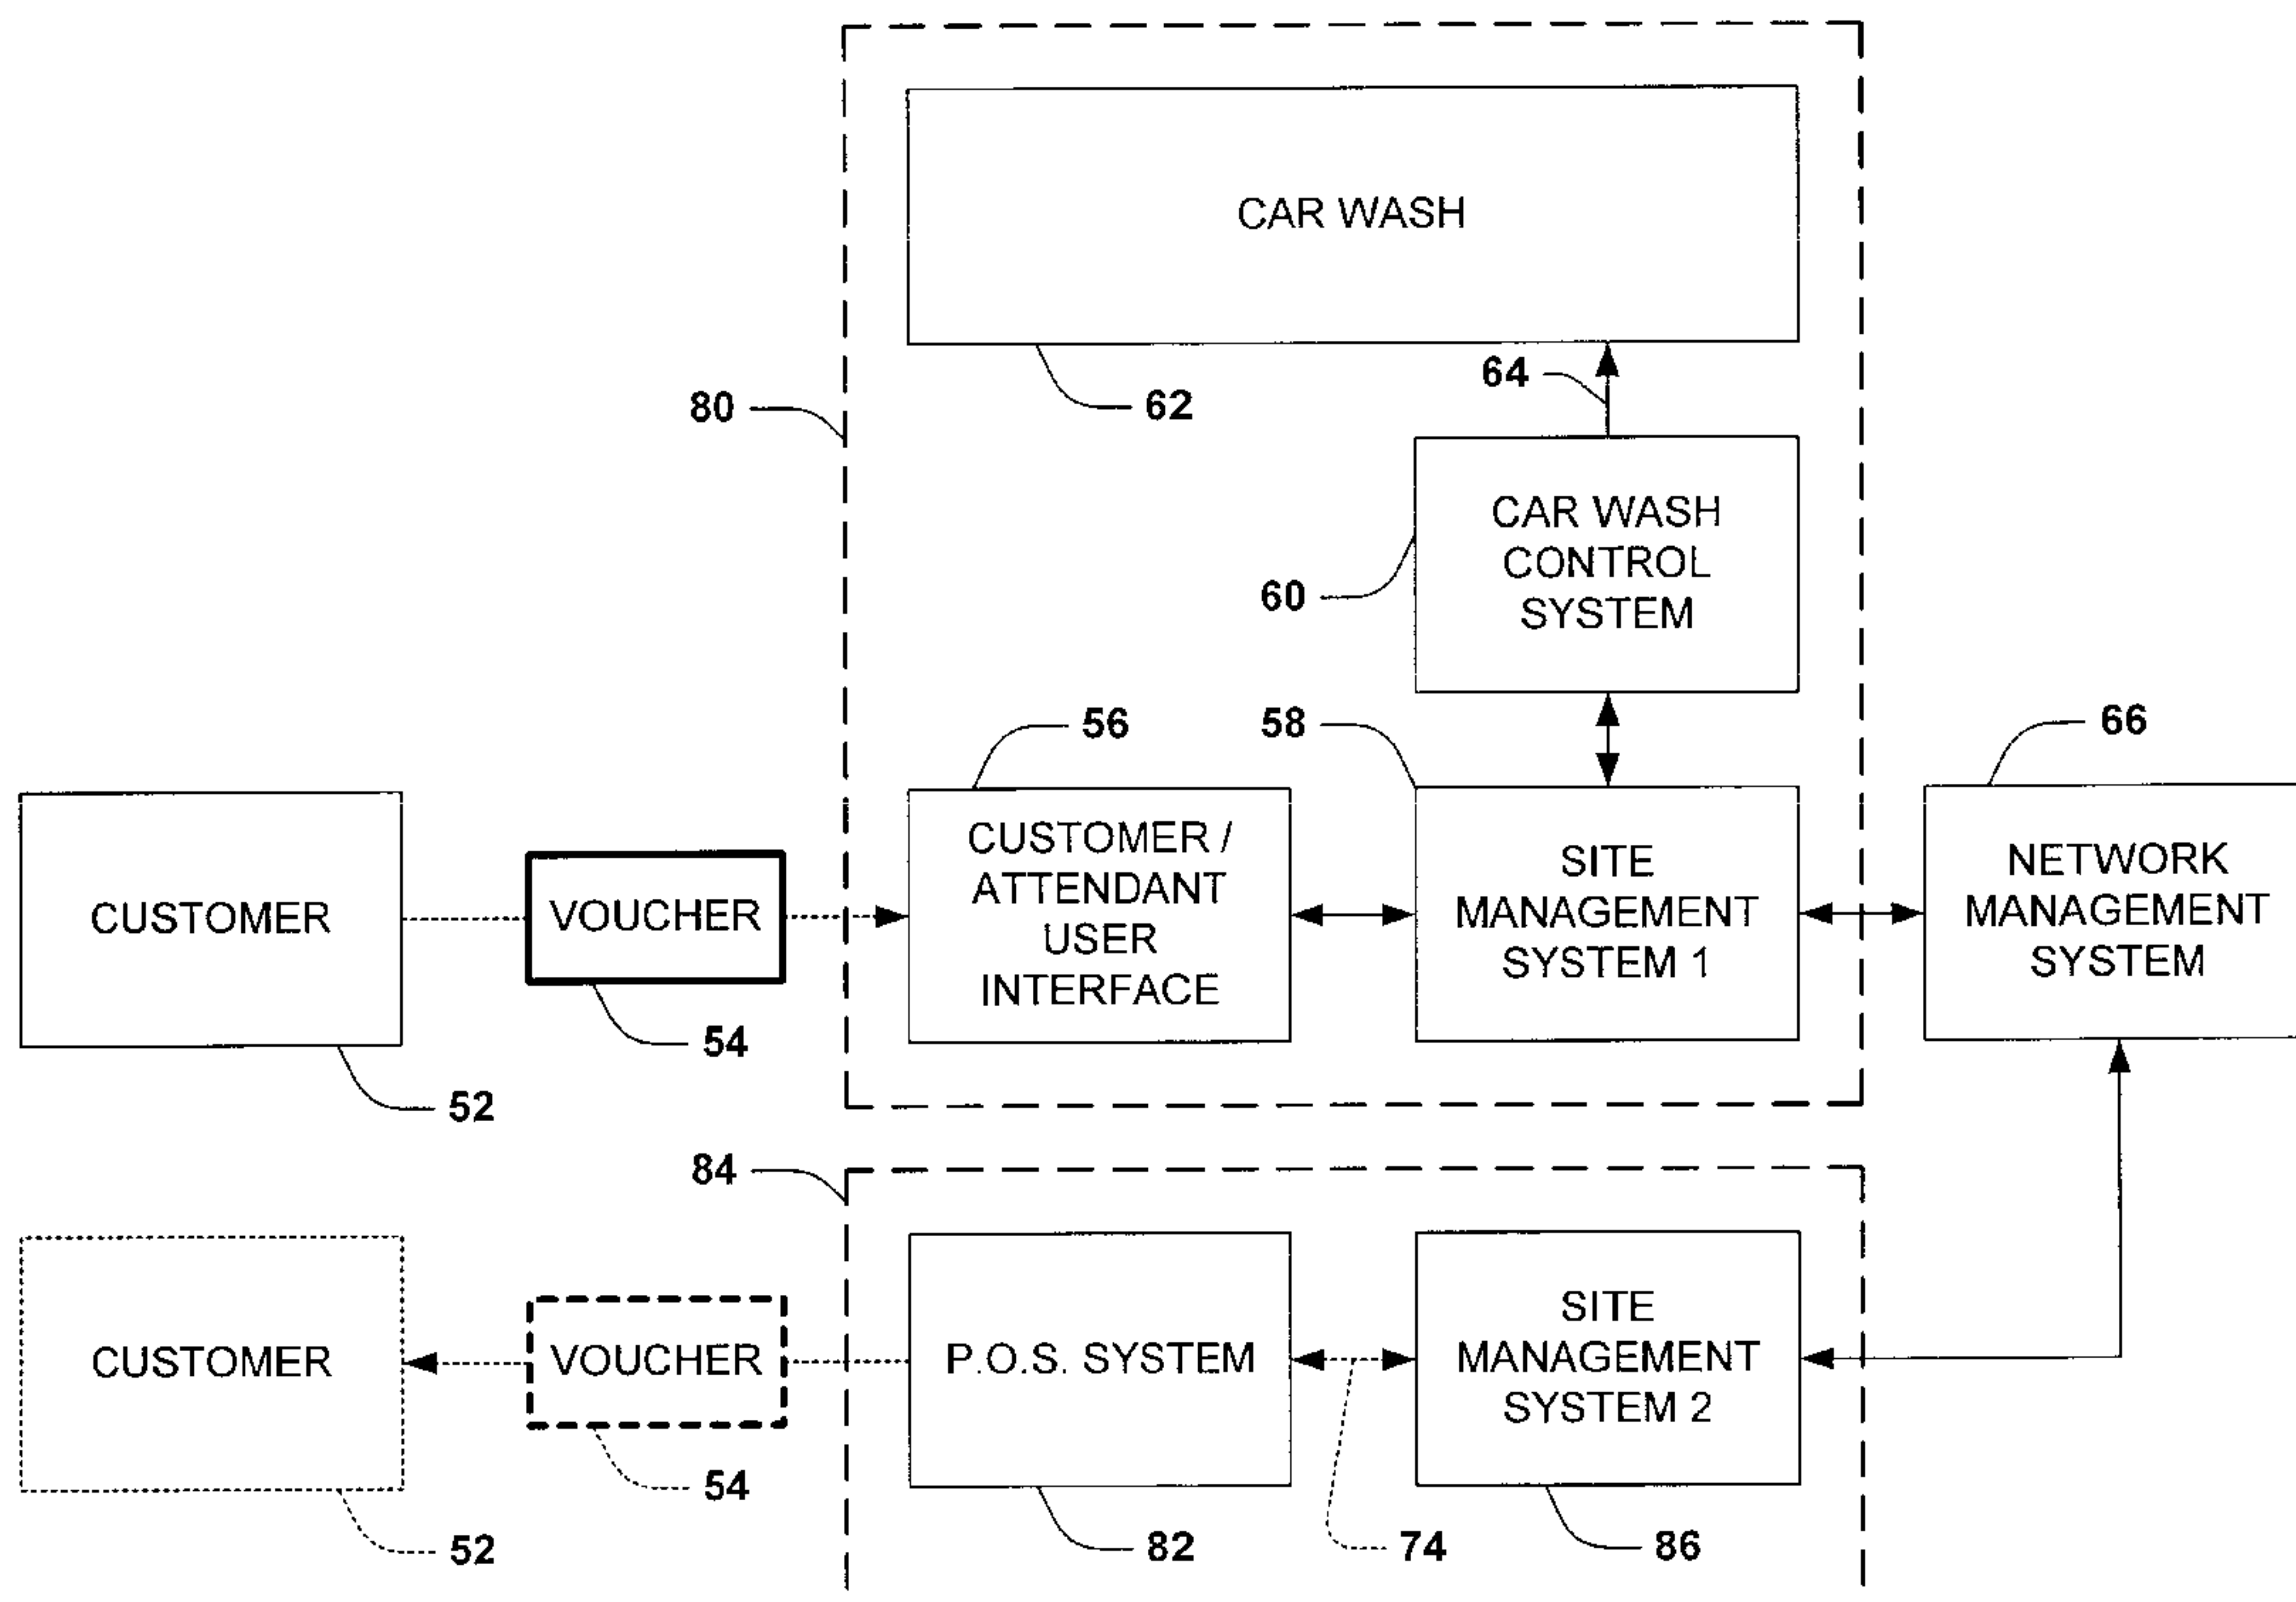 CAR WASH
64
80
62
CAR WASH
CONTROL
SYSTEM
60
56
58
66
CUSTOMER
VOUCHER
CUSTOMER /
ATTENDANT
USER
INTERFACE
SITE
MANAGEMENT
SYSTEM 1
NETWORK
MANAGEMENT
SYSTEM
54
52
84
CUSTOMER
VOUCHER
P.O.S. SYSTEM
SITE
MANAGEMENT
SYSTEM 2
54
52
82
74
86